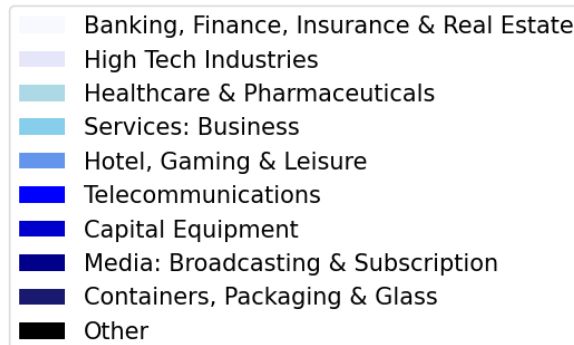 Banking, Finance, Insurance & Real Estate
High Tech Industries
Healthcare & Pharmaceuticals
Services: Business
Hotel, Gaming & Leisure
Telecommunications
Capital Equipment
Media: Broadcasting & Subscription
Containers, Packaging & Glass
Other